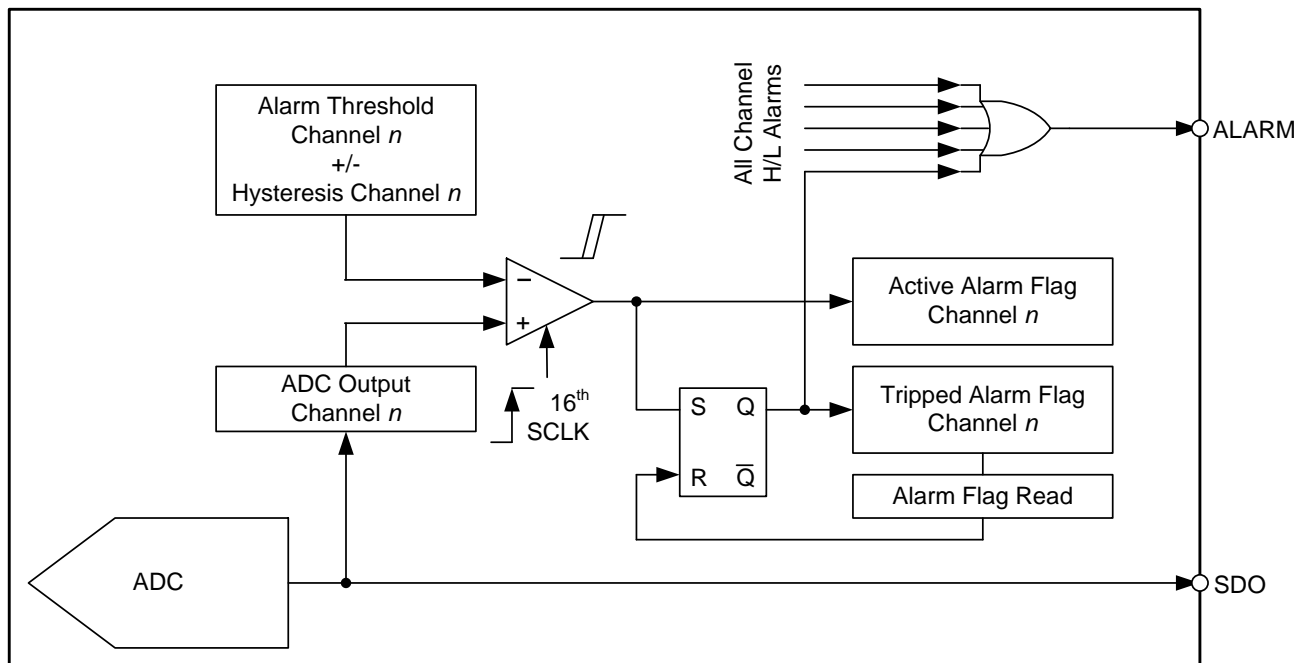 Alarm Threshold
Channel n
+/-
Hysteresis Channel n
All Channel
H/L Alarms
ALARM
−
+
Active Alarm Flag
Channel n
ADC Output
Channel n
16th
SCLK
S Q
R Q̅
Tripped Alarm Flag
Channel n
Alarm Flag Read
ADC
SDO